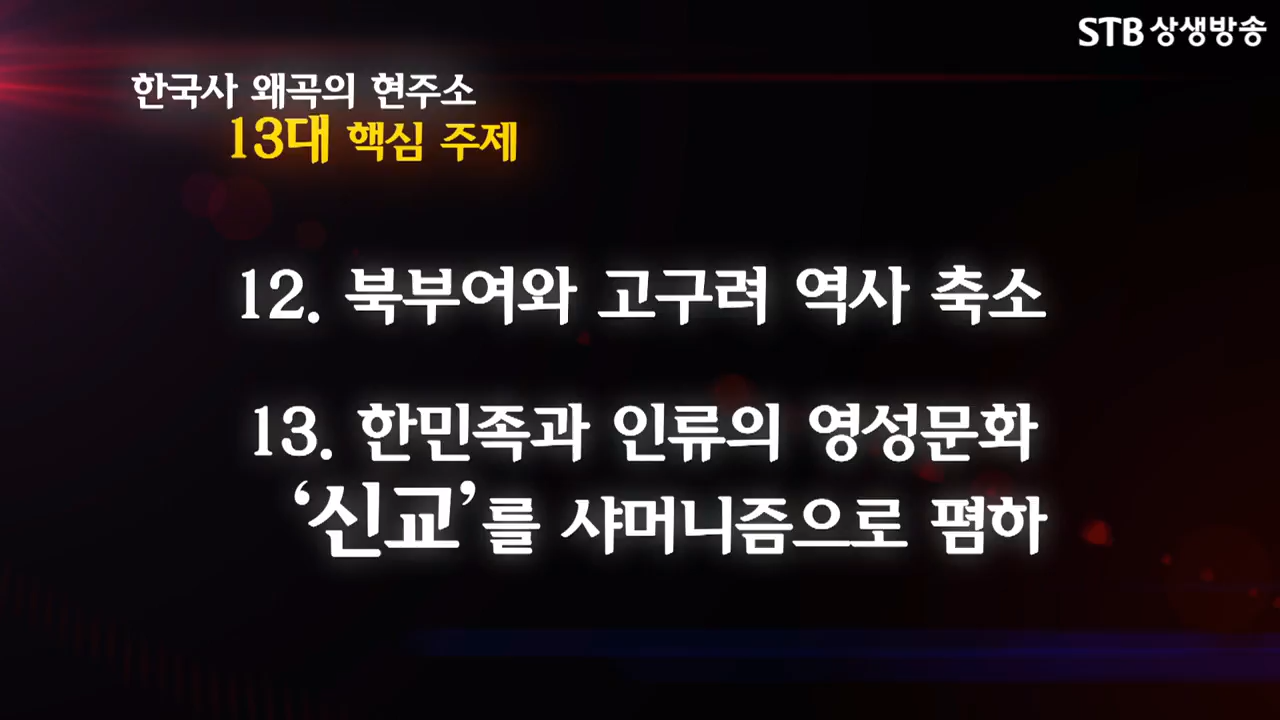 STB 상생방송
한국사 왜곡의 현주소
13대 핵심 주제
12. 북부여와 고구려 역사 축소
13. 한민족과 인류의 영성문화
‘신교’를 샤머니즘으로 폄하